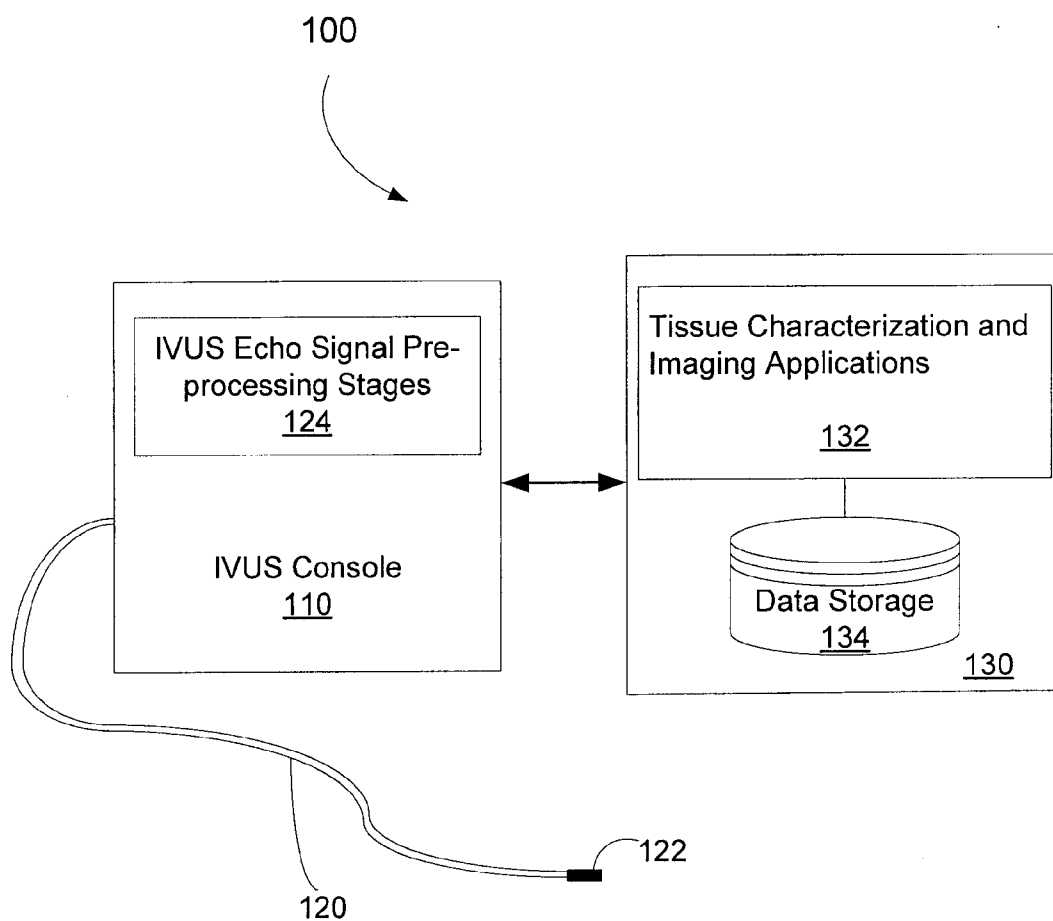 100
IVUS Echo Signal Pre-
processing Stages
124
IVUS Console
110
Tissue Characterization and
Imaging Applications
132
Data Storage
134
130
122
120